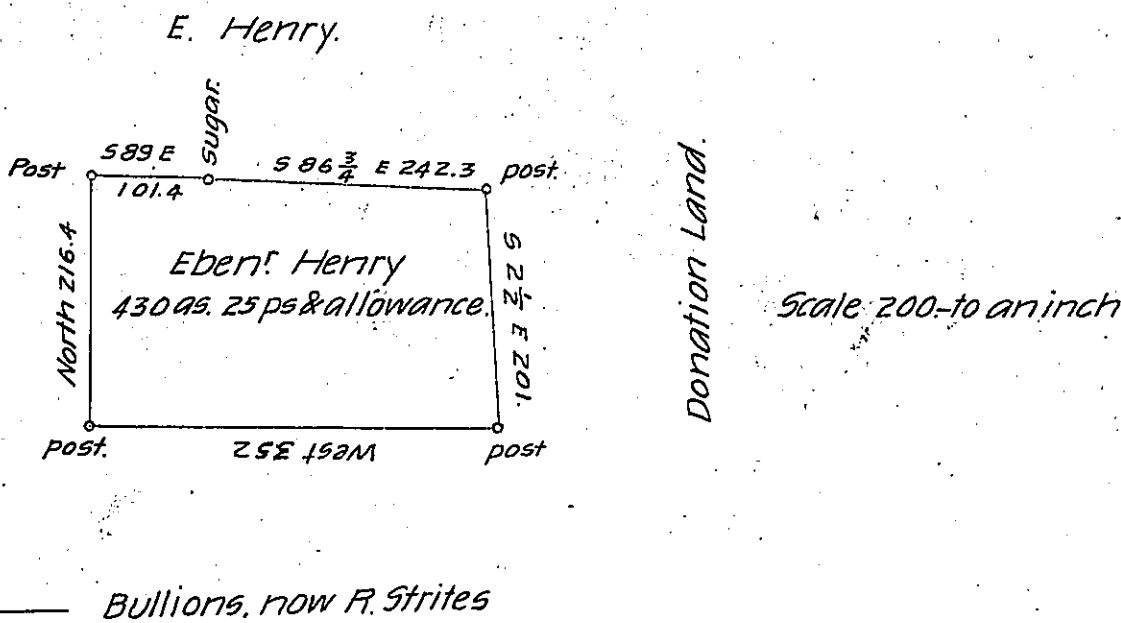 E. Henry.
sugar.
Post
S 89 E
101.4
S 86 3/4 E 242.3
post.
North 216.4
Ebenr. Henry
430 as. 25 ps & allowance.
S 2 1/2 E 201.
Donation Land.
Scale 200.-to an inch
post.
West 352
post
Bullions, now R. Strites